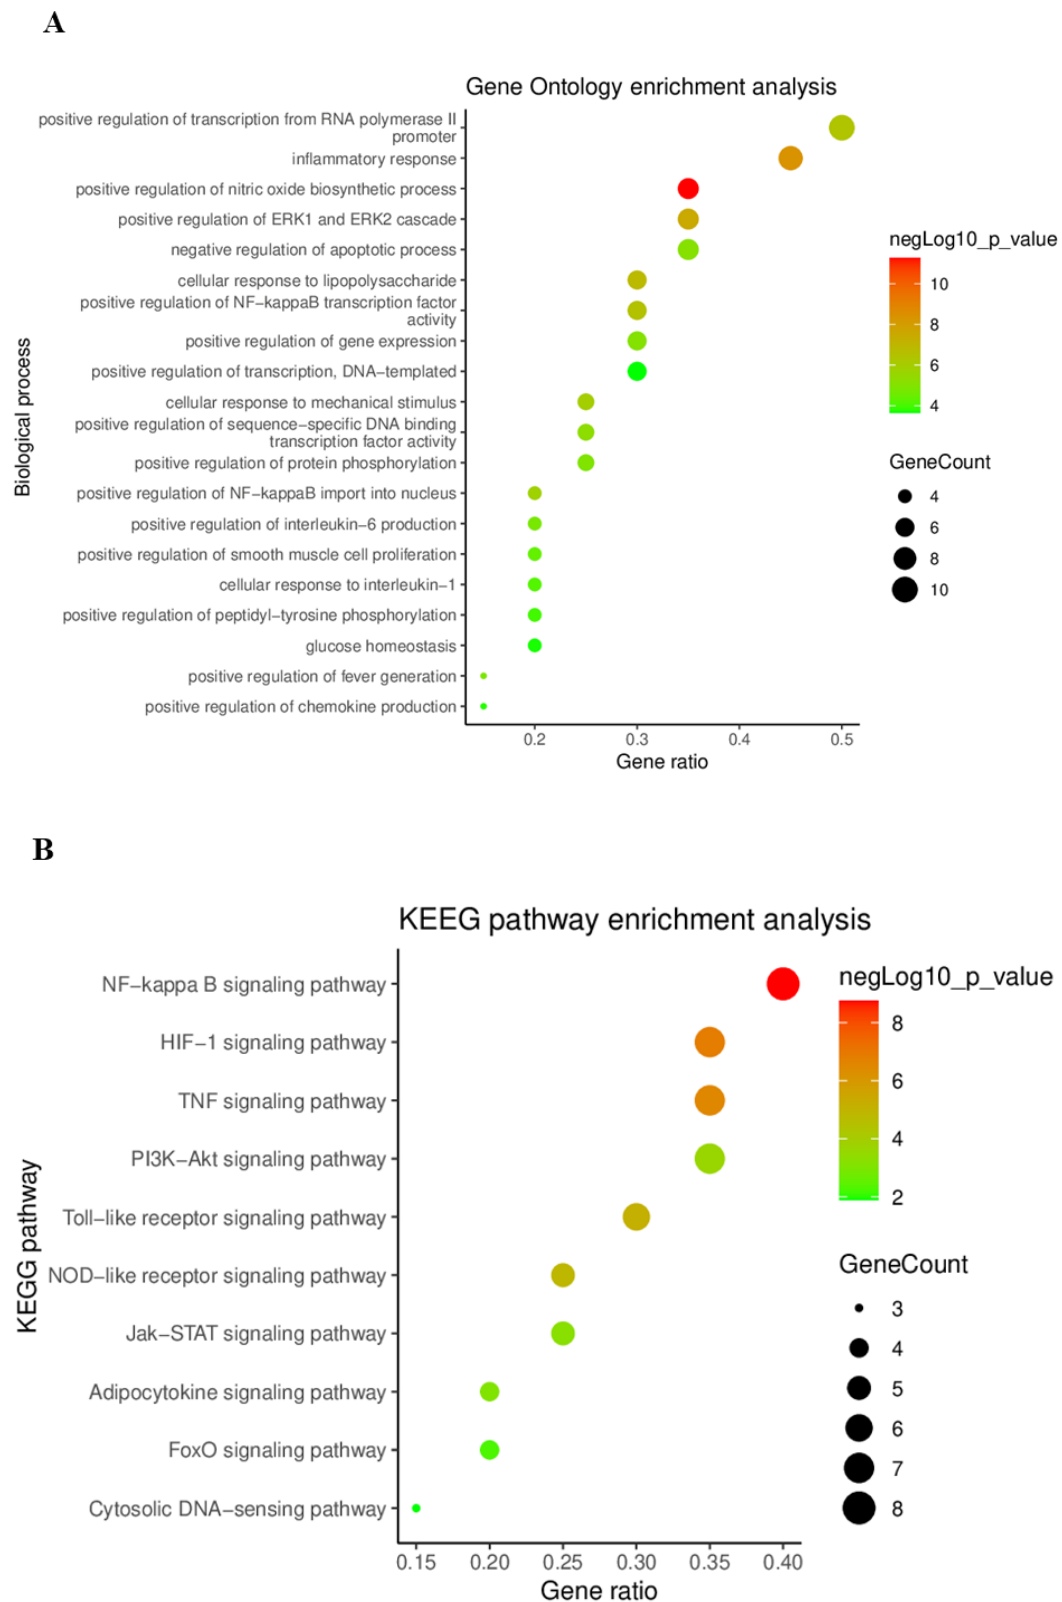 A
Gene Ontology enrichment analysis
positive regulation of transcription from RNA polymerase II
promoter
inflammatory response
positive regulation of nitric oxide biosynthetic process
positive regulation of ERK1 and ERK2 cascade
negative regulation of apoptotic process
cellular response to lipopolysaccharide
positive regulation of NF−kappaB transcription factor
activity
positive regulation of gene expression
positive regulation of transcription, DNA−templated
cellular response to mechanical stimulus
positive regulation of sequence−specific DNA binding
transcription factor activity
positive regulation of protein phosphorylation
positive regulation of NF−kappaB import into nucleus
positive regulation of interleukin−6 production
positive regulation of smooth muscle cell proliferation
cellular response to interleukin−1
positive regulation of peptidyl−tyrosine phosphorylation
glucose homeostasis
positive regulation of fever generation
positive regulation of chemokine production
Biological process
0.2 0.3 0.4 0.5
Gene ratio
negLog10_p_value
10
8
6
4
GeneCount
4
6
8
10
B
KEEG pathway enrichment analysis
NF−kappa B signaling pathway
HIF−1 signaling pathway
TNF signaling pathway
PI3K−Akt signaling pathway
Toll−like receptor signaling pathway
NOD−like receptor signaling pathway
Jak−STAT signaling pathway
Adipocytokine signaling pathway
FoxO signaling pathway
Cytosolic DNA−sensing pathway
KEGG pathway
0.15 0.20 0.25 0.30 0.35 0.40
Gene ratio
negLog10_p_value
8
6
4
2
GeneCount
3
4
5
6
7
8